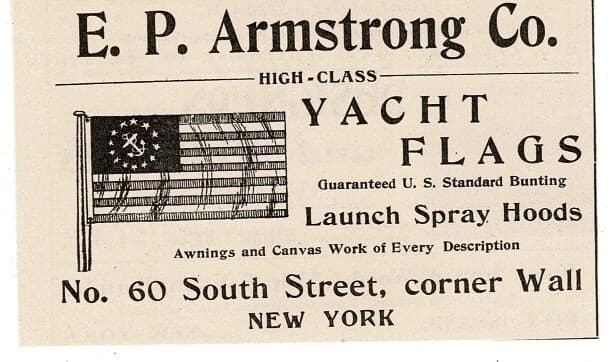 E. P. Armstrong Co.
HIGH-CLASS
YACHT
FLAGS
Guaranteed U. S. Standard Bunting
Launch Spray Hoods
Awnings and Canvas Work of Every Description
No. 60 South Street, corner Wall
NEW YORK